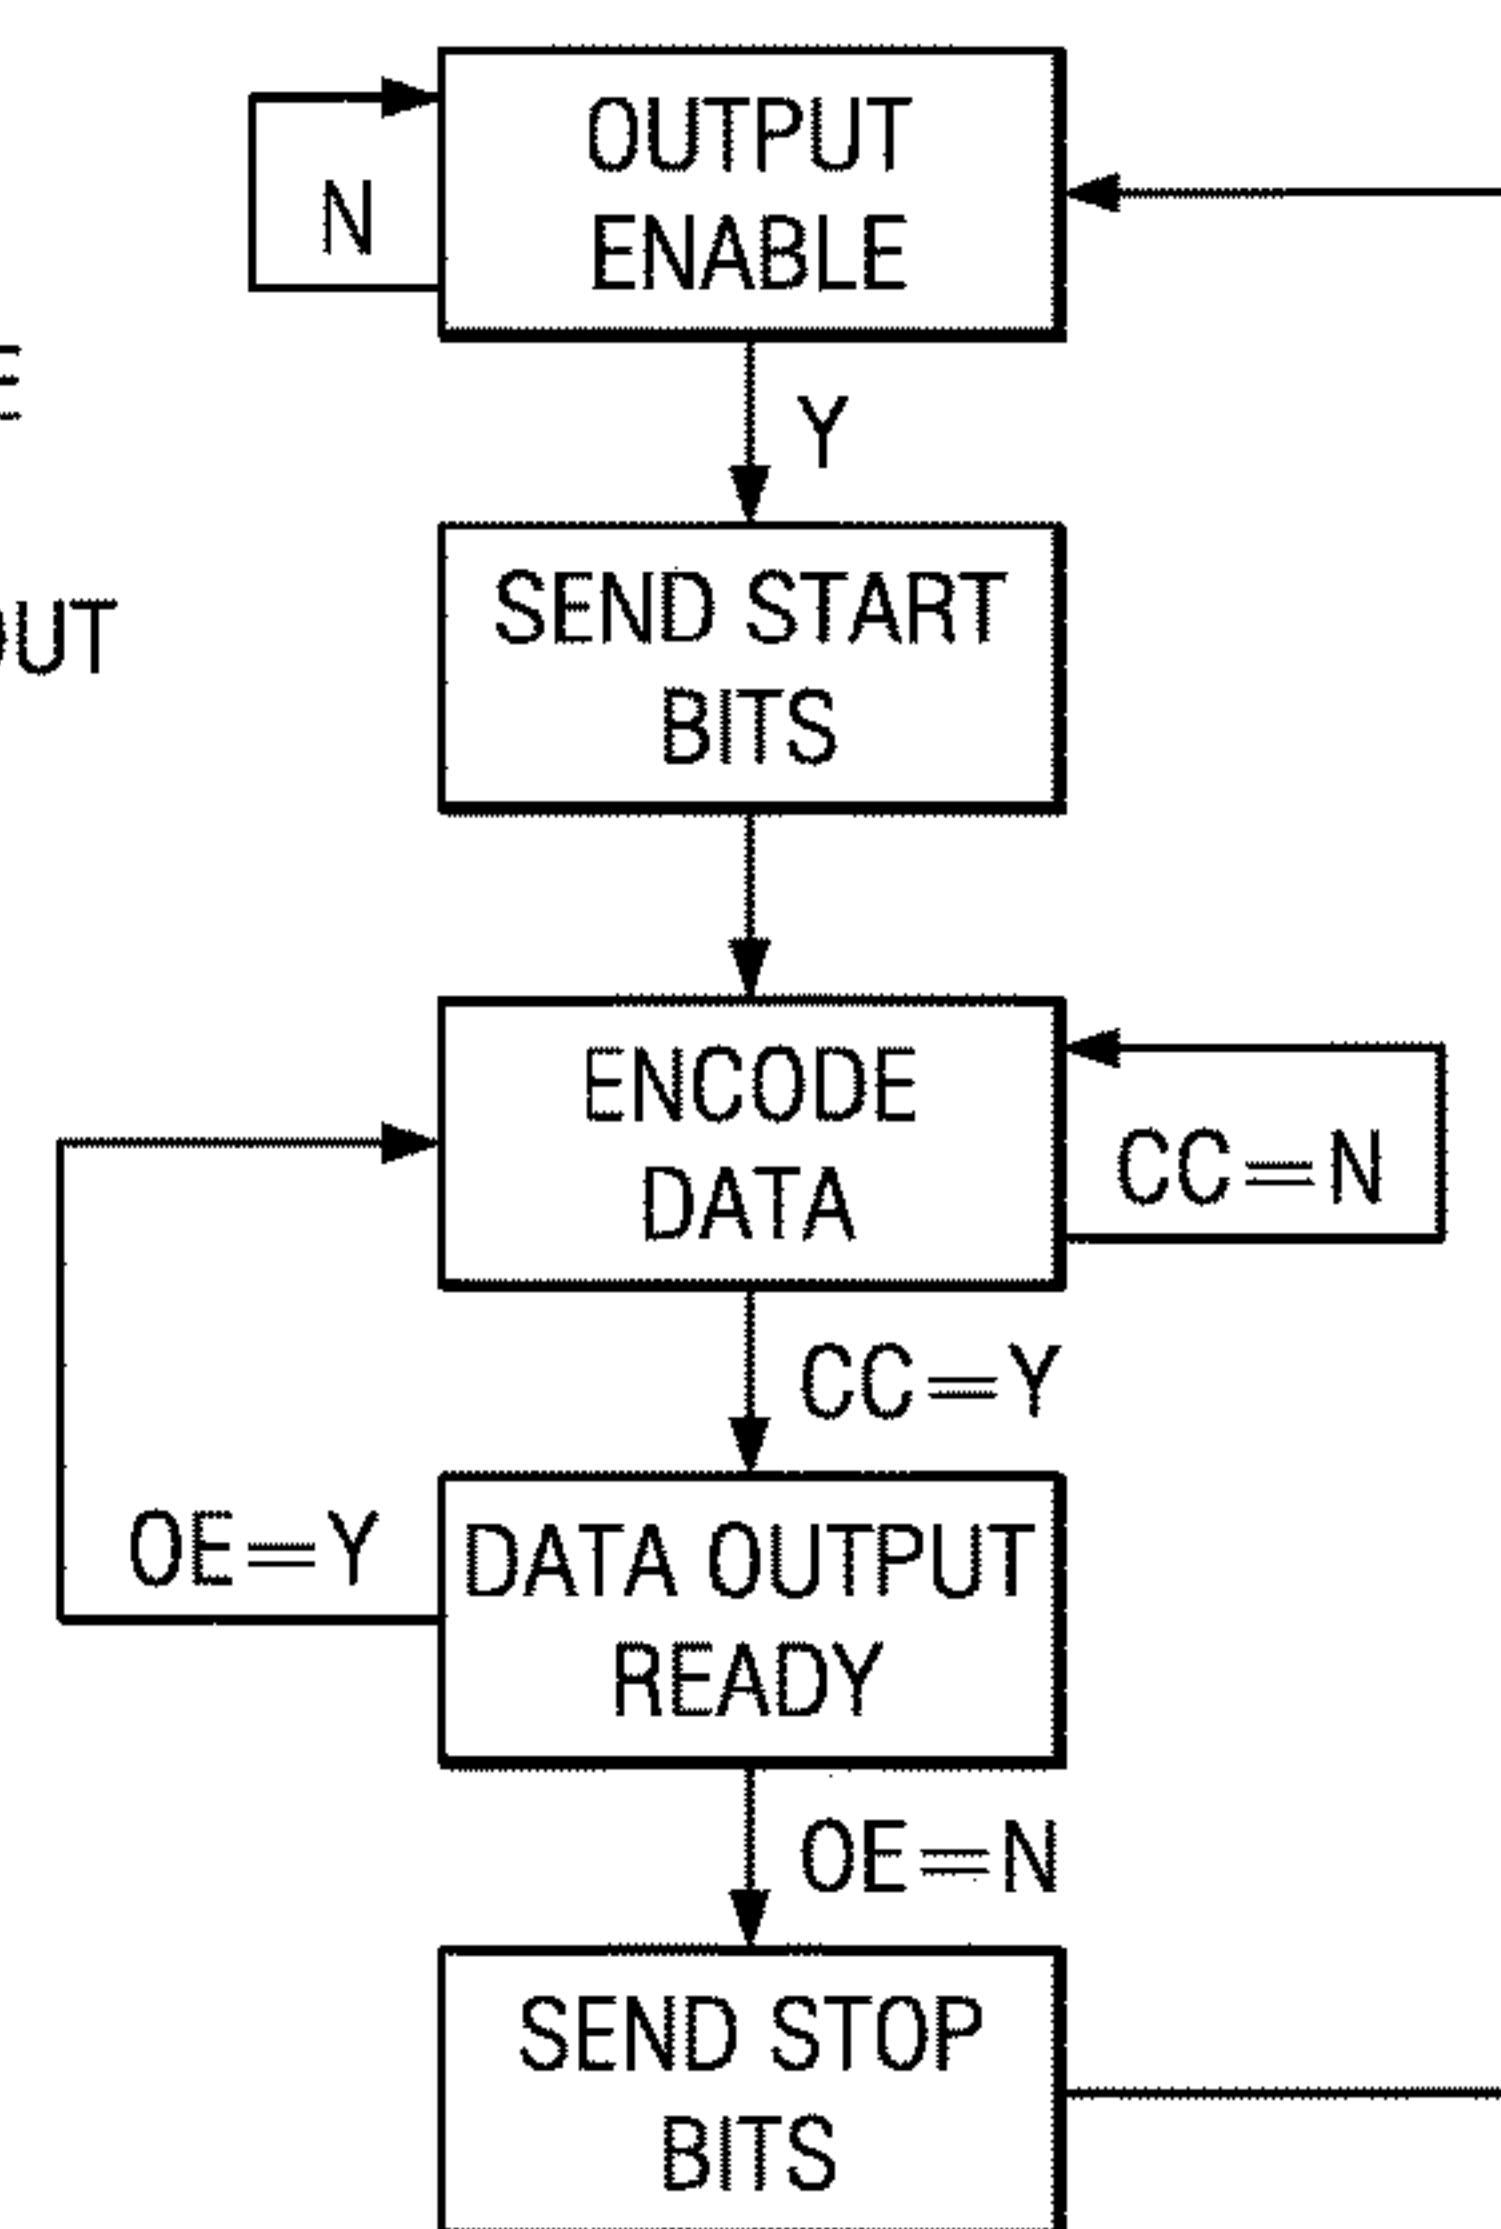 OUTPUT
ENABLE
N
Y
SEND START
BITS
ENCODE
DATA
CC=N
CC=Y
OE=Y
DATA OUTPUT
READY
OE=N
SEND STOP
BITS